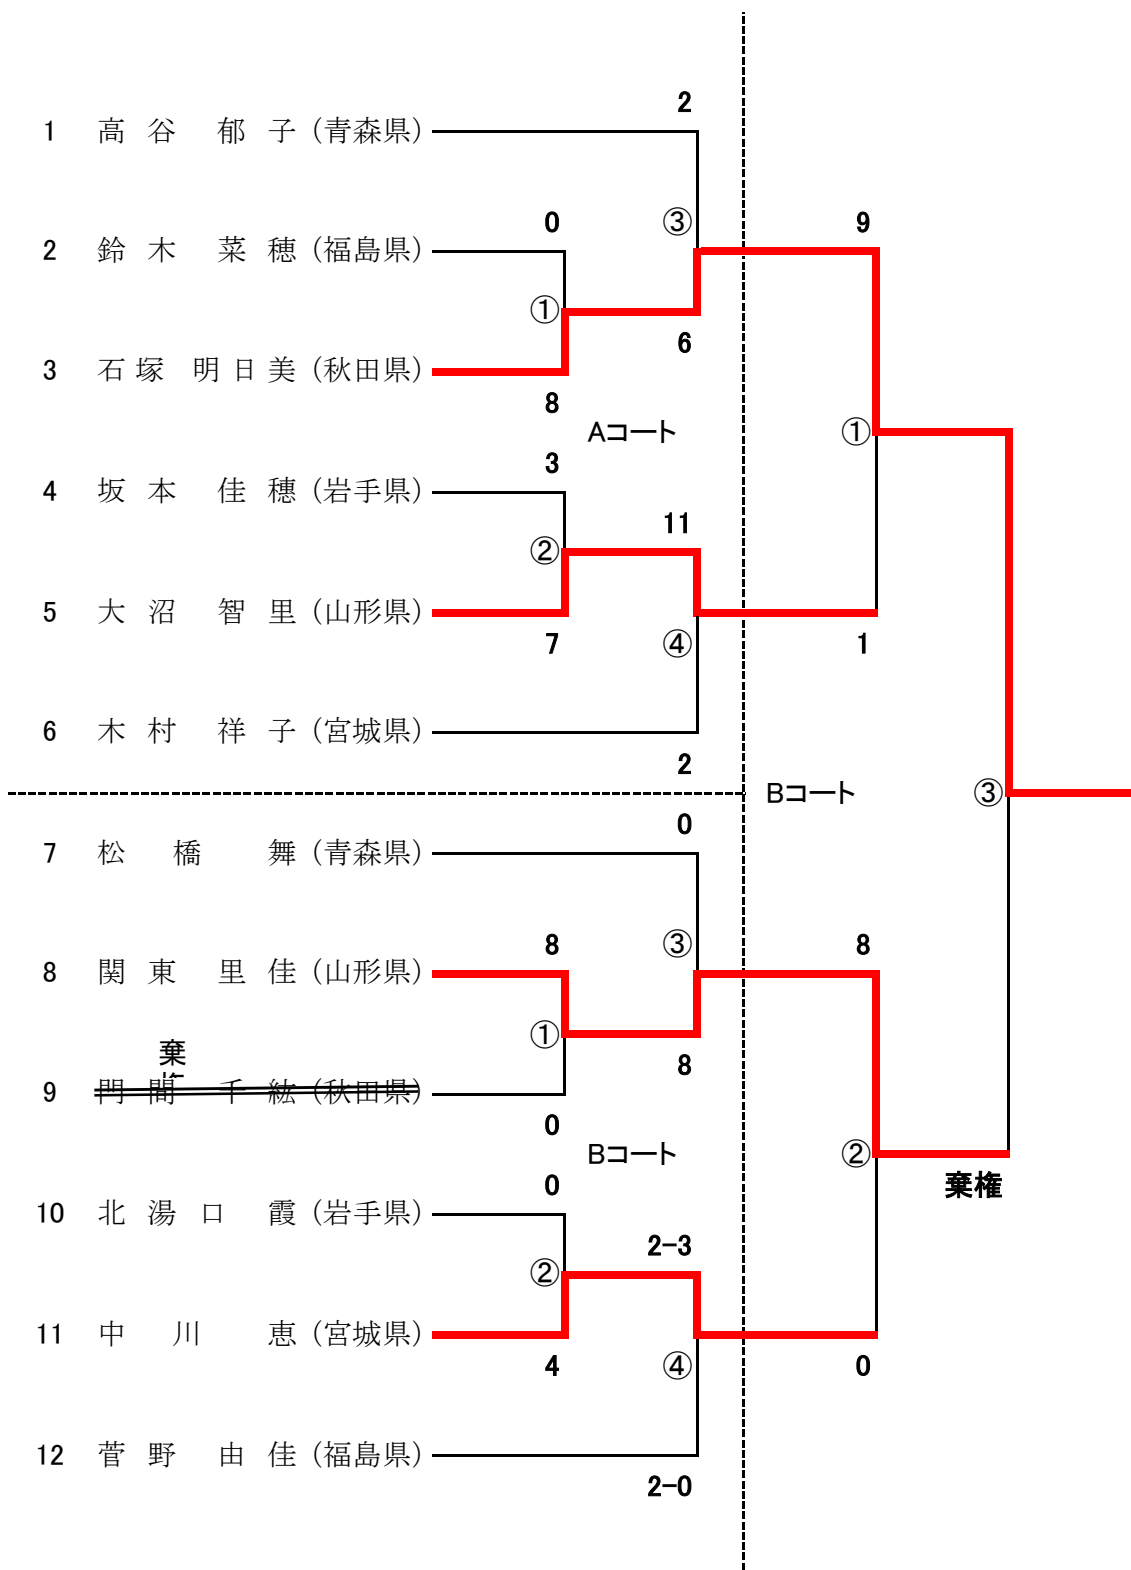 2
1 高谷 郁子 (青森県)
0 ③ 9
2 鈴木 菜穂 (福島県)
①
6
3 石塚 明日美 (秋田県)
8
Aコート ①
3
4 坂本 佳穂 (岩手県)
11
②
5 大沼 智里 (山形県)
7 ④ 1
6 木村 祥子 (宮城県)
2
Bコート ③
0
7 松橋 舞 (青森県)
8 ③ 8
8 関東 里佳 (山形県)
①
棄
8
9 門間 千紘 (秋田県)
0
Bコート ②
0 棄権
10 北湯口 霞 (岩手県)
2-3
②
11 中川 恵 (宮城県)
4 ④ 0
12 菅野 由佳 (福島県)
2-0